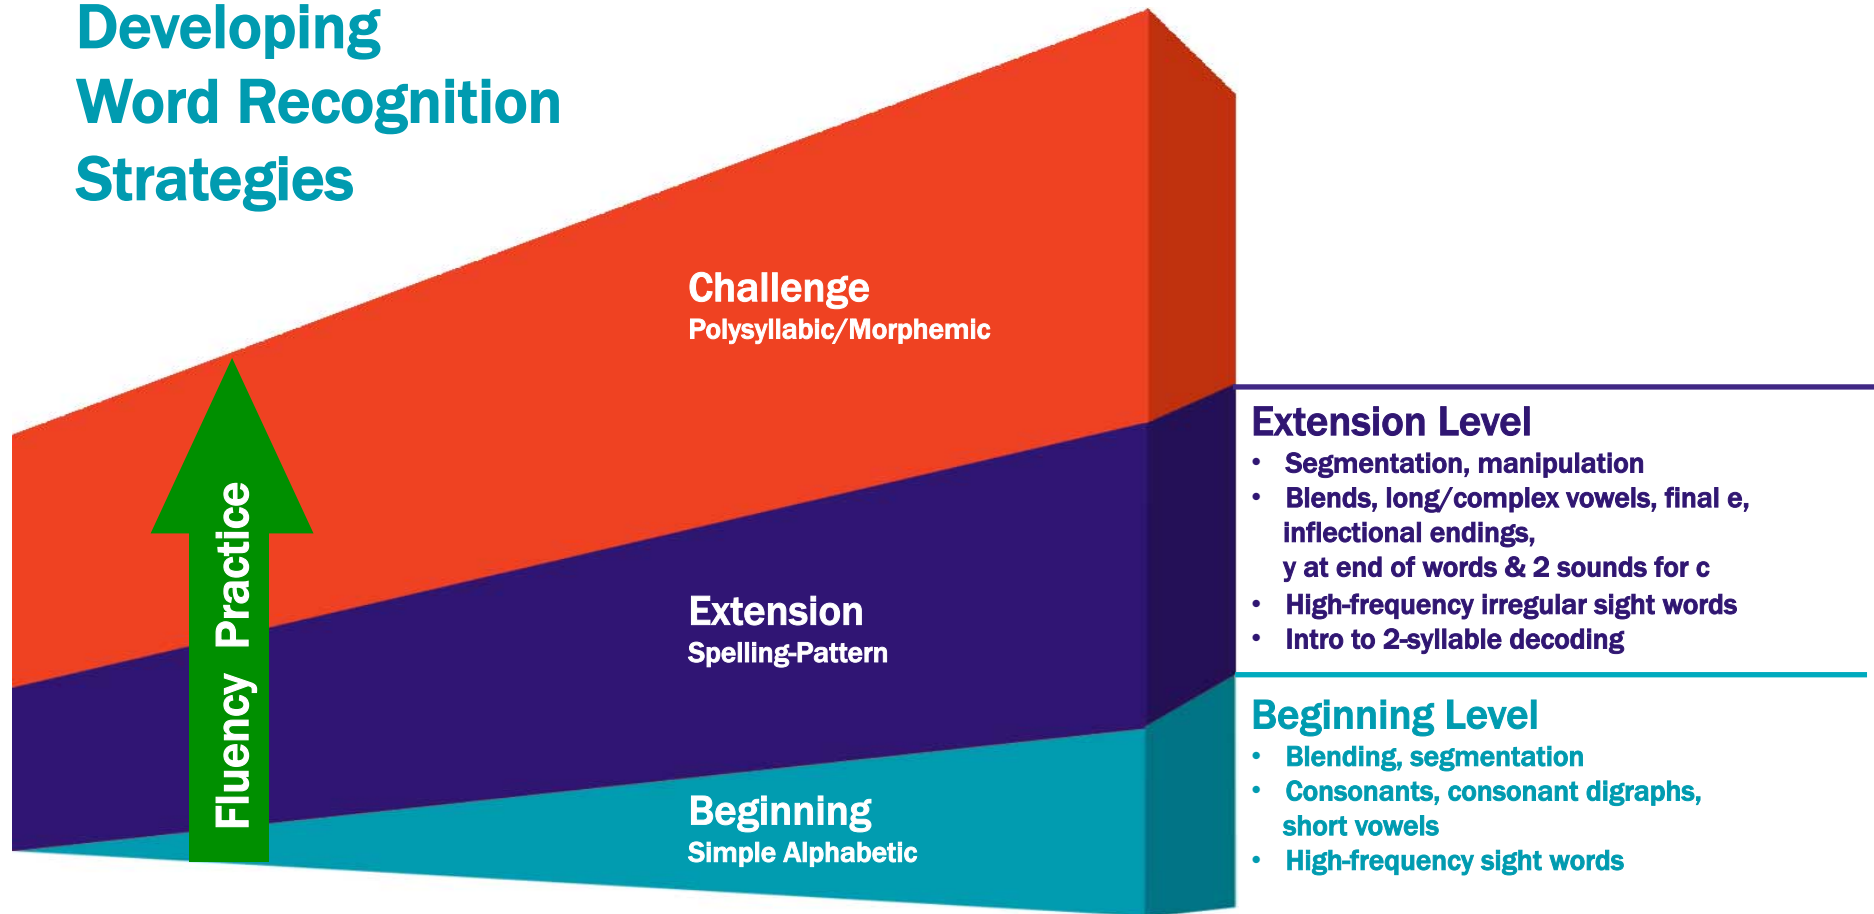 Developing
Word Recognition
Strategies
Challenge
Polysyllabic/Morphemic
Extension
Spelling-Pattern
Beginning
Simple Alphabetic
Fluency Practice
Extension Level
• Segmentation, manipulation
• Blends, long/complex vowels, final e,
inflectional endings,
y at end of words & 2 sounds for c
• High-frequency irregular sight words
• Intro to 2-syllable decoding
Beginning Level
• Blending, segmentation
• Consonants, consonant digraphs,
short vowels
• High-frequency sight words